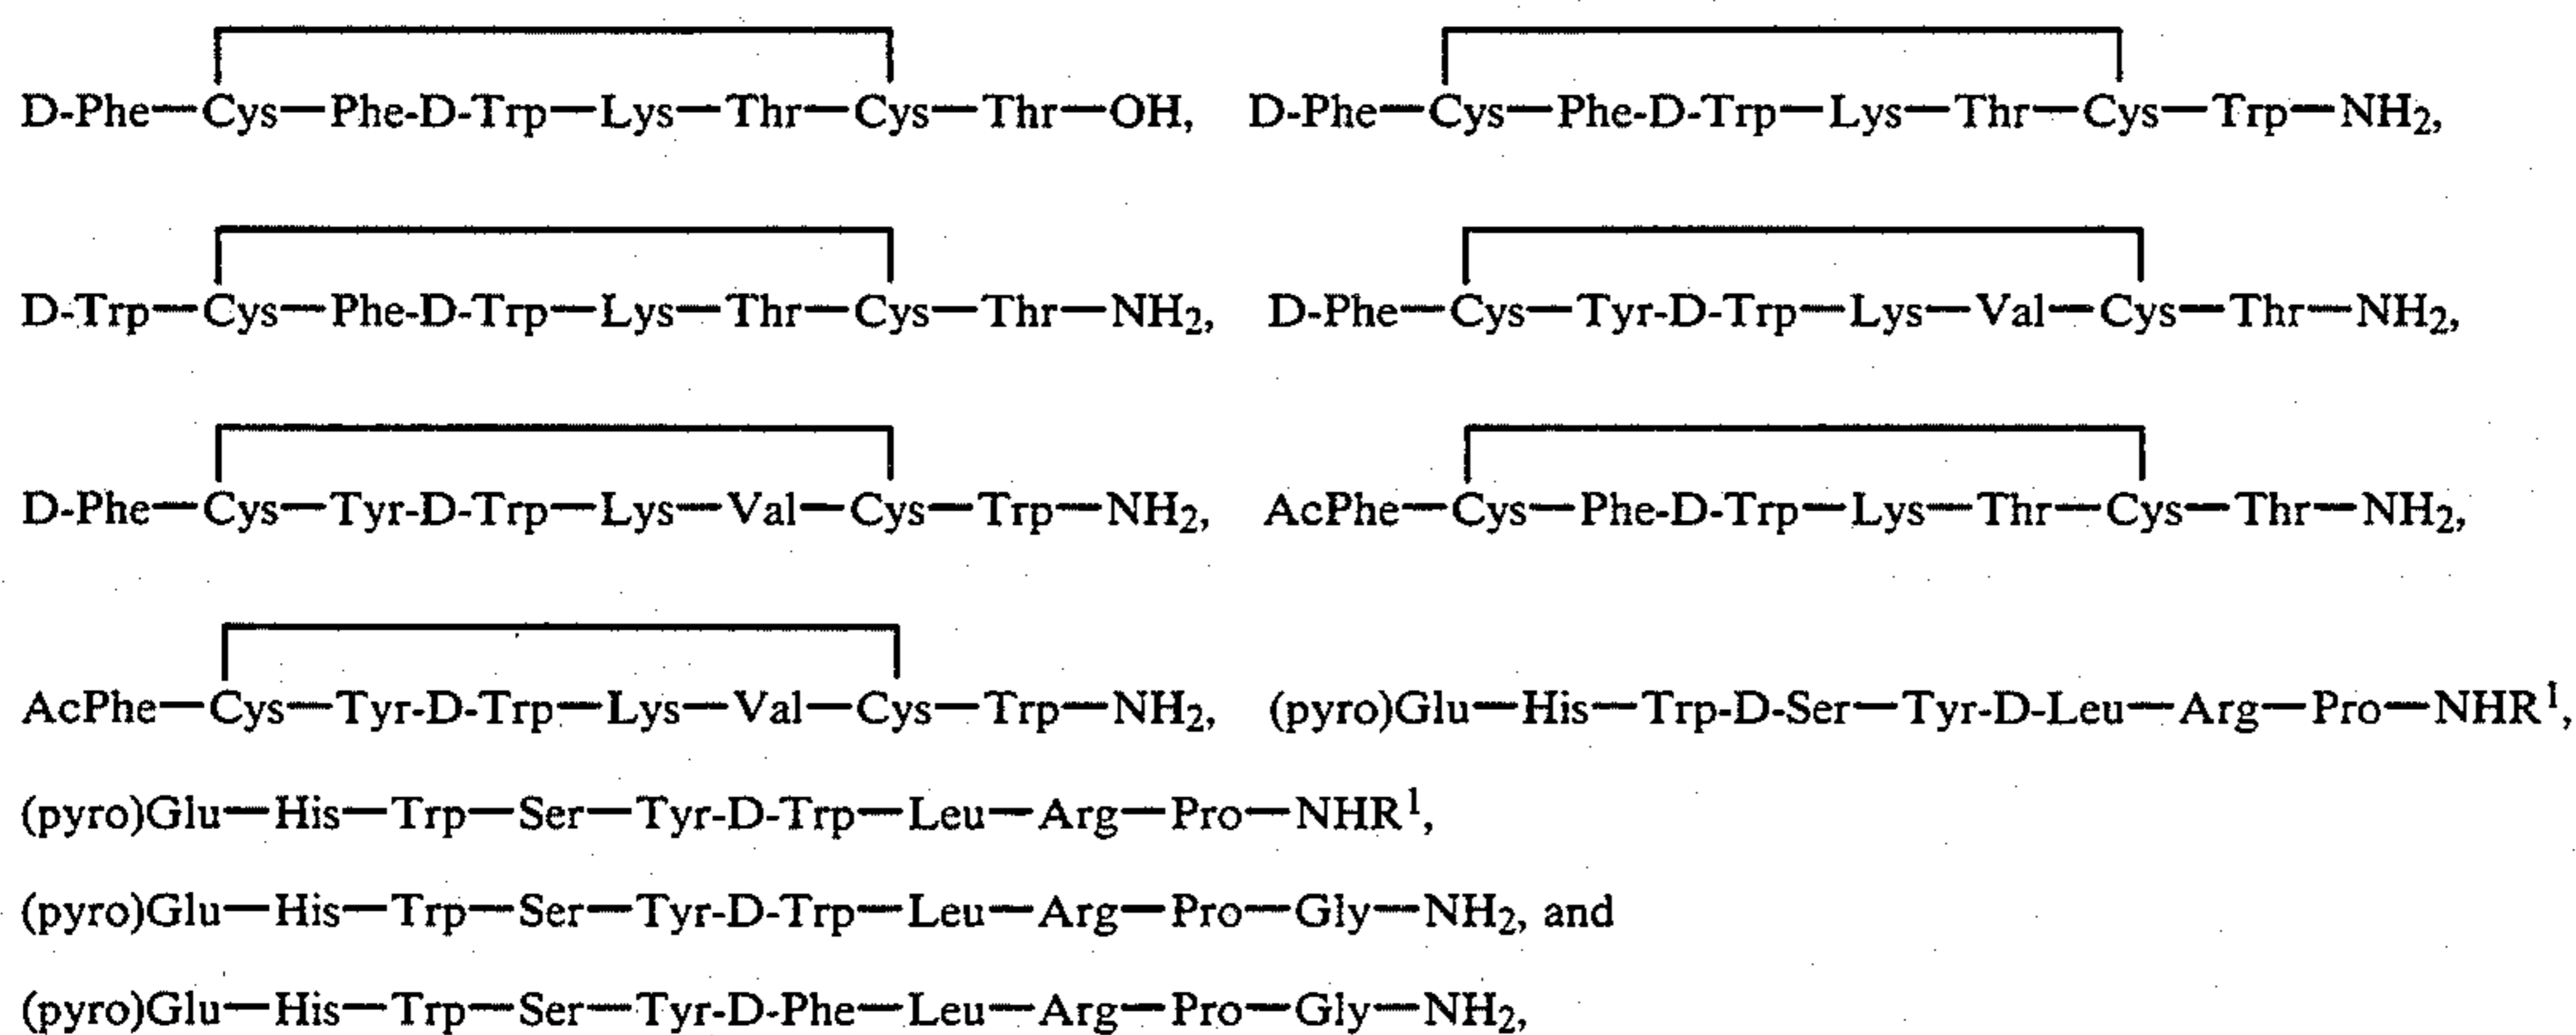 D-Phe—Cys—Phe-D-Trp—Lys—Thr—Cys—Thr—OH, D-Phe—Cys—Phe-D-Trp—Lys—Thr—Cys—Trp—NH₂,
D-Trp—Cys—Phe-D-Trp—Lys—Thr—Cys—Thr—NH₂, D-Phe—Cys—Tyr-D-Trp—Lys—Val—Cys—Thr—NH₂,
D-Phe—Cys—Tyr-D-Trp—Lys—Val—Cys—Trp—NH₂, AcPhe—Cys—Phe-D-Trp—Lys—Thr—Cys—Thr—NH₂,
AcPhe—Cys—Tyr-D-Trp—Lys—Val—Cys—Trp—NH₂, (pyro)Glu—His—Trp-D-Ser—Tyr-D-Leu—Arg—Pro—NHR¹,
(pyro)Glu—His—Trp—Ser—Tyr-D-Trp—Leu—Arg—Pro—NHR¹,
(pyro)Glu—His—Trp—Ser—Tyr-D-Trp—Leu—Arg—Pro—Gly—NH₂, and
(pyro)Glu—His—Trp—Ser—Tyr-D-Phe—Leu—Arg—Pro—Gly—NH₂,